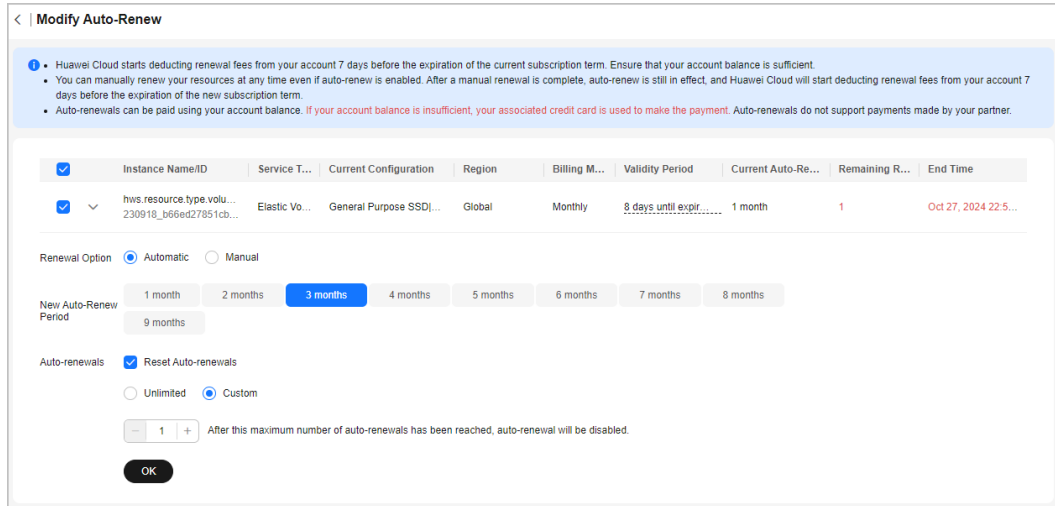 < | Modify Auto-Renew
• Huawei Cloud starts deducting renewal fees from your account 7 days before the expiration of the current subscription term. Ensure that your account balance is sufficient.
• You can manually renew your resources at any time even if auto-renew is enabled. After a manual renewal is complete, auto-renew is still in effect, and Huawei Cloud will start deducting renewal fees from your account 7
days before the expiration of the new subscription term.
• Auto-renewals can be paid using your account balance. If your account balance is insufficient, your associated credit card is used to make the payment. Auto-renewals do not support payments made by your partner.
Instance Name/ID Service T... Current Configuration Region Billing M... Validity Period Current Auto-Re... Remaining R... End Time
hws.resource.type.volu...
230918_b66ed27851cb...
Elastic Vo... General Purpose SSD|... Global Monthly 8 days until expir... 1 month 1 Oct 27, 2024 22:5...
Renewal Option Automatic Manual
New Auto-Renew Period
1 month 2 months 3 months 4 months 5 months 6 months 7 months 8 months
9 months
Auto-renewals Reset Auto-renewals
Unlimited Custom
− 1 + After this maximum number of auto-renewals has been reached, auto-renewal will be disabled.
OK